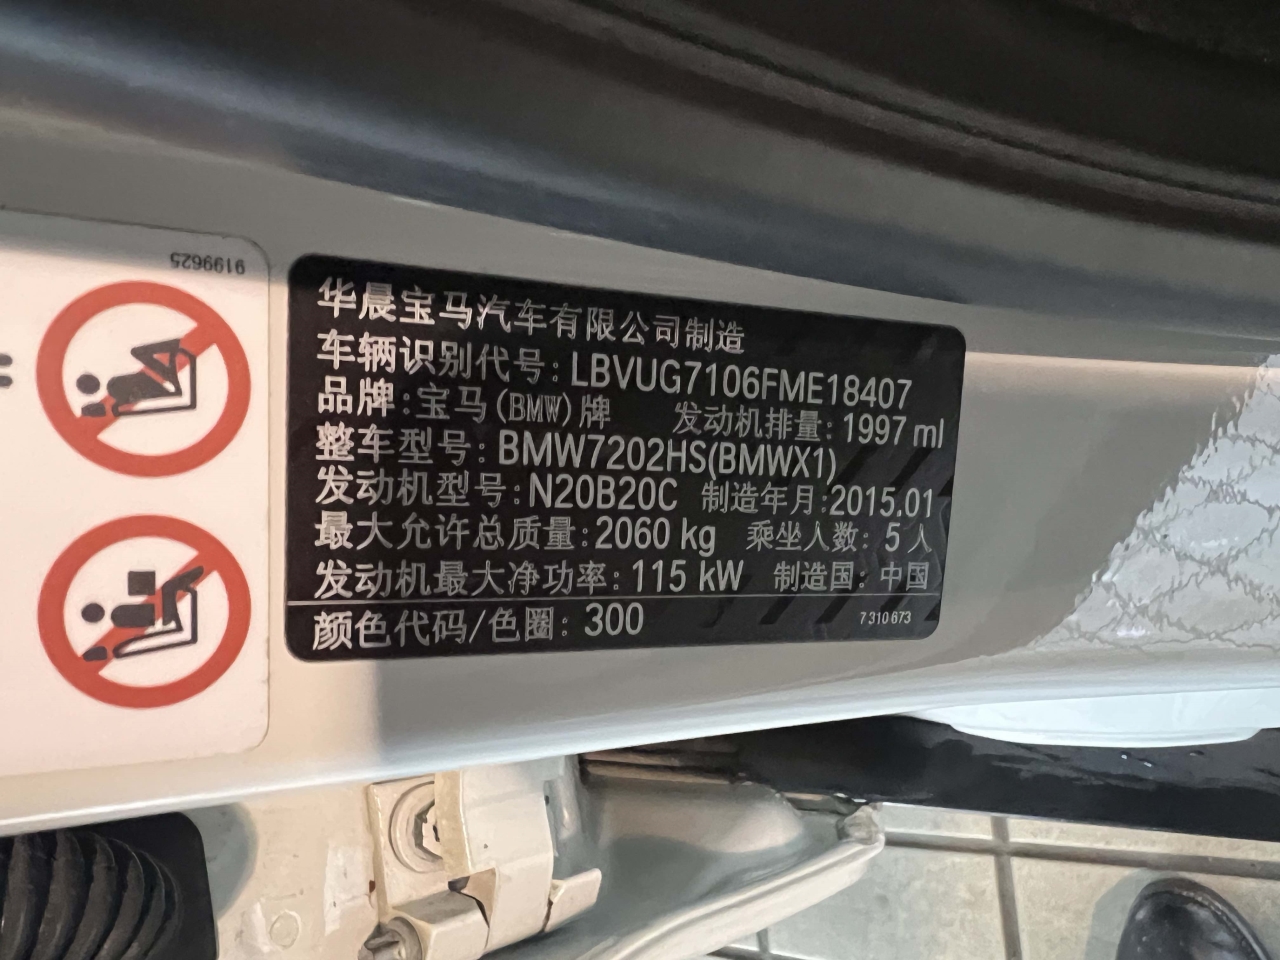 9199625
华晨宝马汽车有限公司制造
车辆识别代号: LBVUG7106FME18407
品牌: 宝马(BMW)牌 发动机排量: 1997 ml
整车型号: BMW7202HS(BMWX1)
发动机型号: N20B20C 制造年月:2015.01
最大允许总质量: 2060 kg 乘坐人数: 5 人
发动机最大净功率: 115 kW 制造国: 中国
颜色代码/色圈: 300 7 310 673